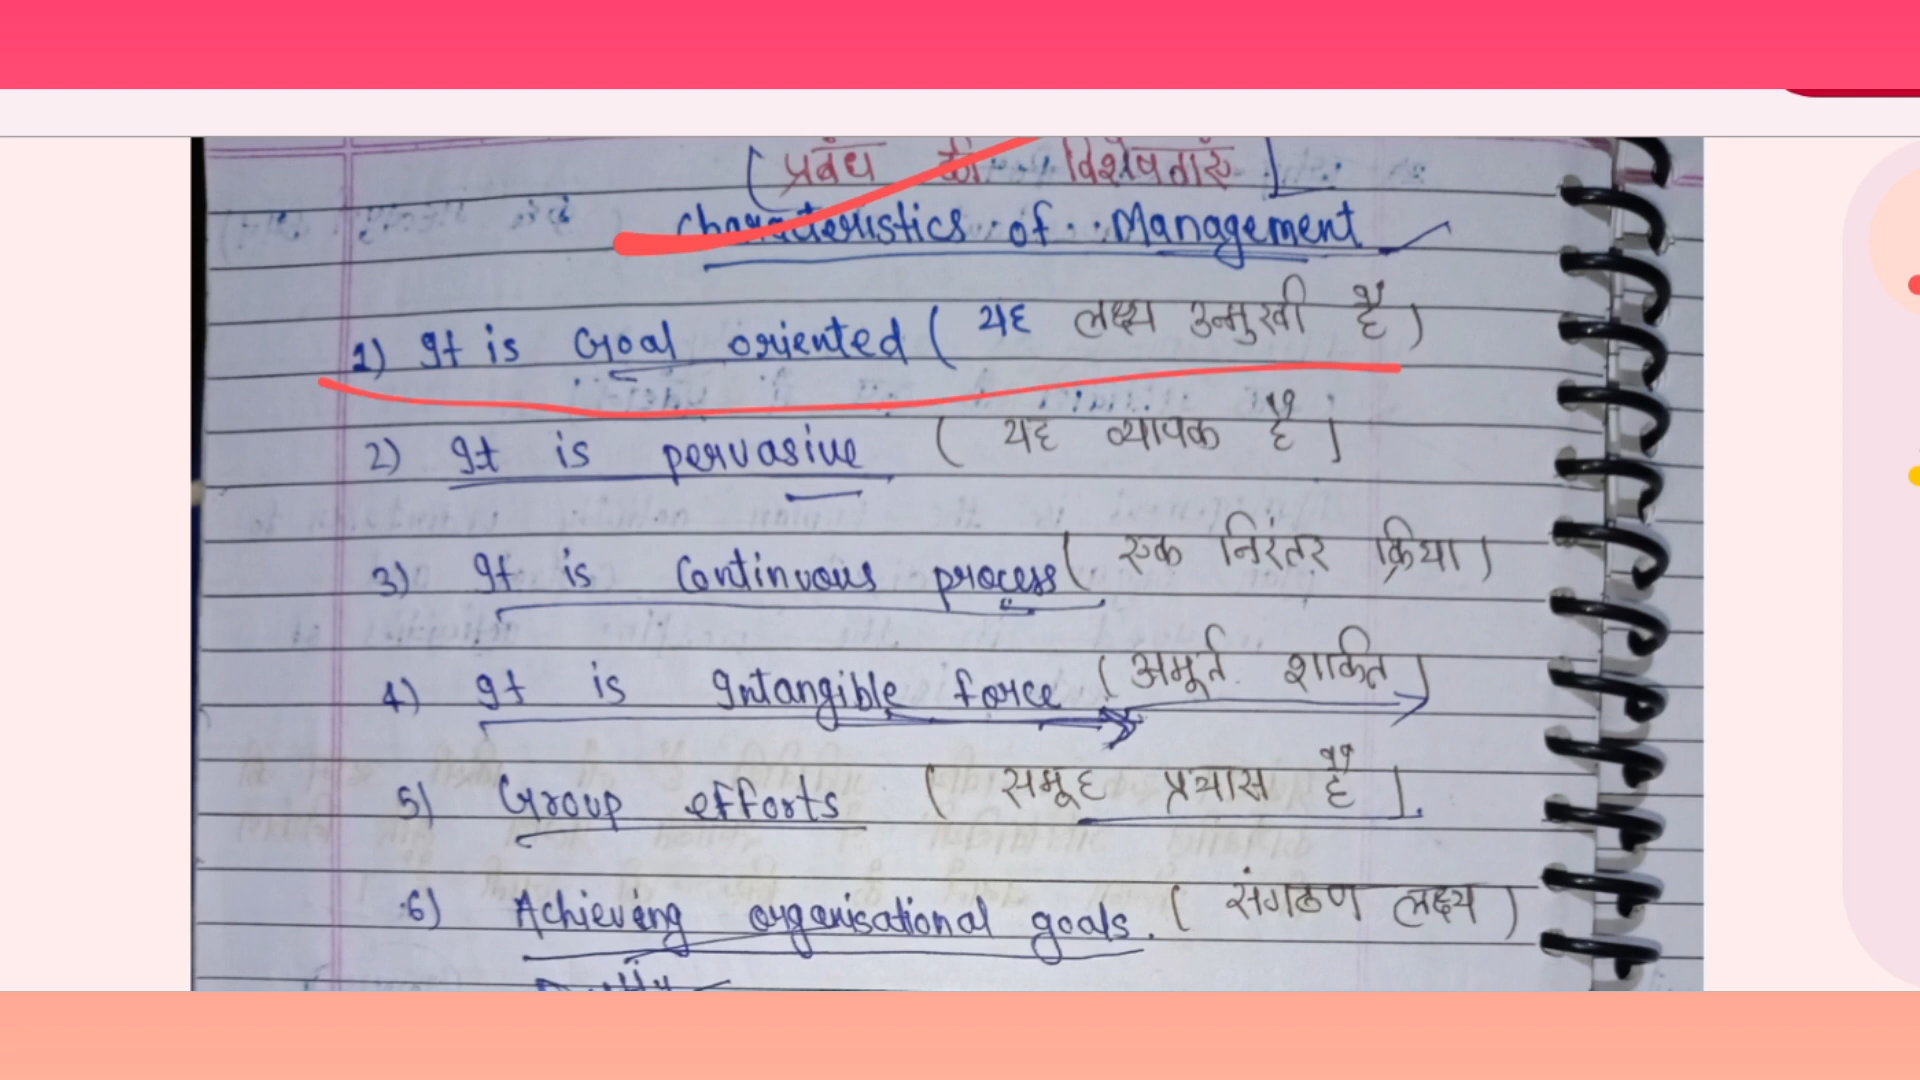 [प्रबंध की विशेषताएं]
Characteristics of Management
1) It is Goal oriented (यह लक्ष्य उन्मुखी है)
2) It is pervasive (यह व्यापक है)
3) It is Continuous process (एक निरंतर क्रिया)
4) It is Intangible force (अमूर्त शक्ति)
5) Group efforts (समूह प्रयास है).
6) Achieving organisational goals. (संगठण लक्ष्य)